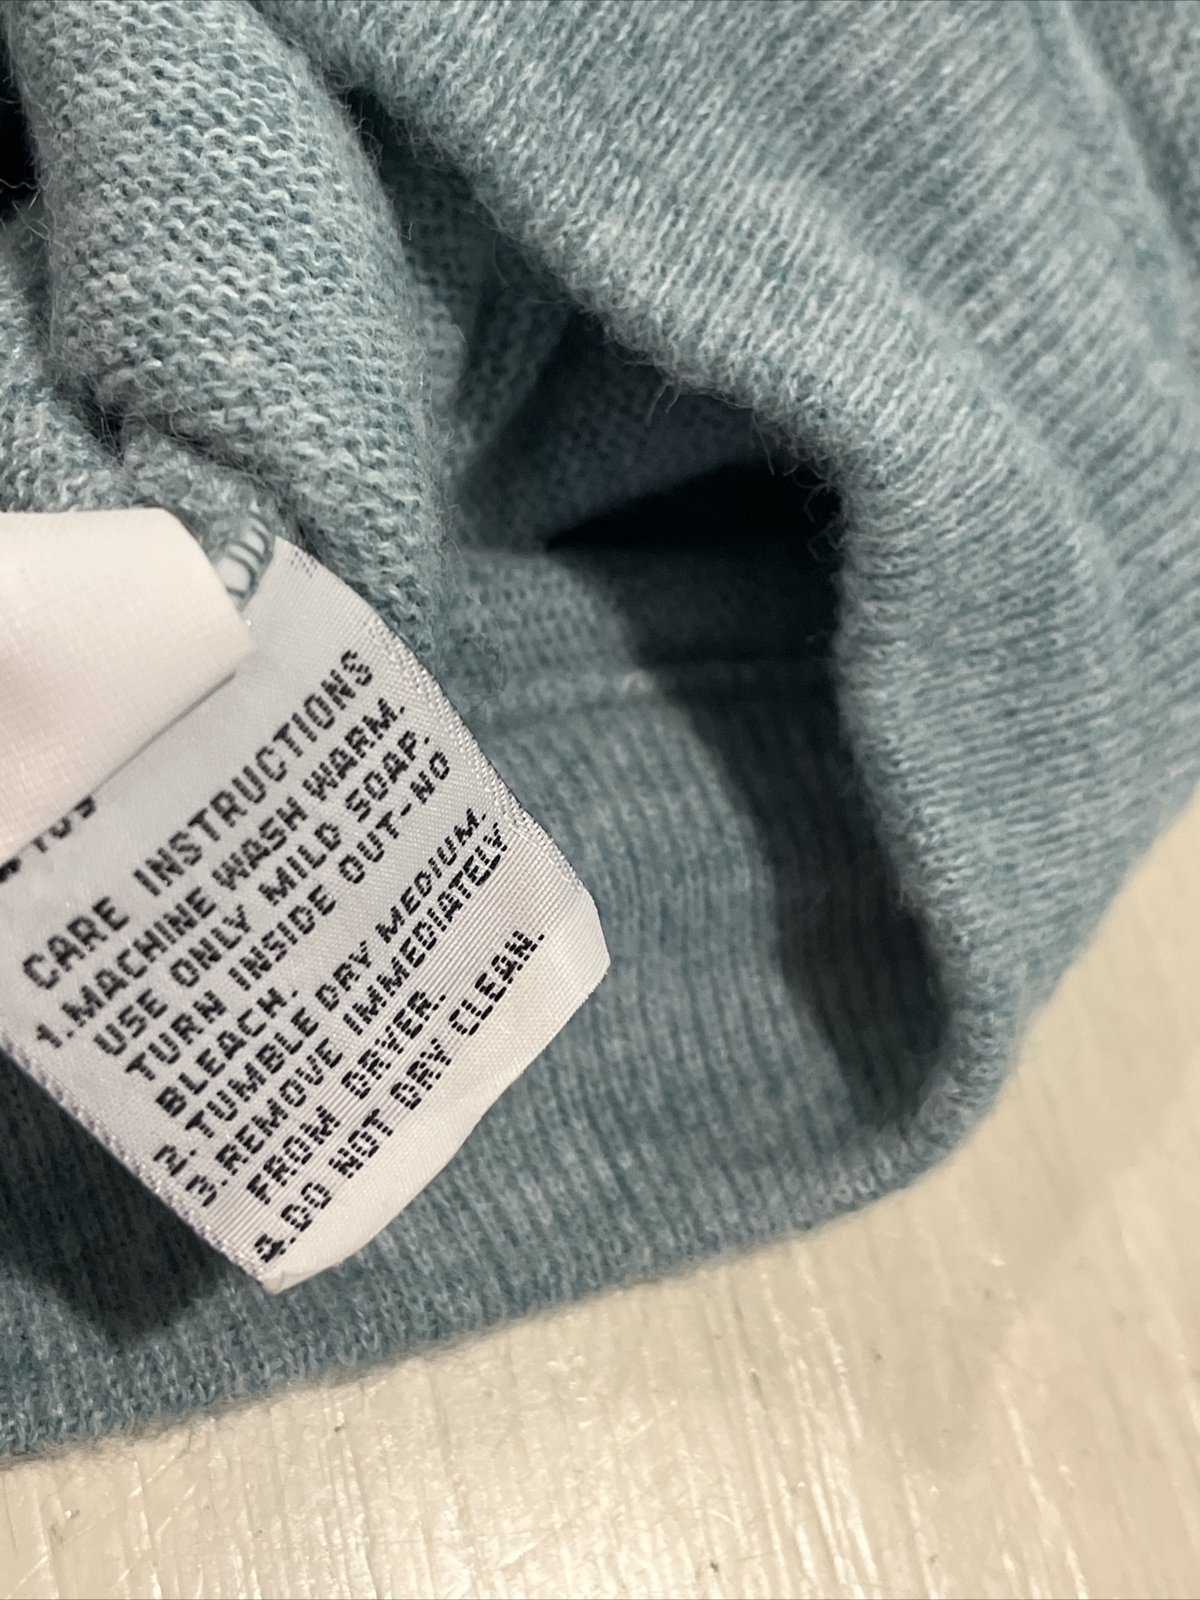 CARE INSTRUCTIONS
1.MACHINE WASH WARM.
USE ONLY MILD SOAP.
TURN INSIDE OUT-NO
BLEACH.
2. TUMBLE DRY MEDIUM.
3.REMOVE IMMEDIATELY
FROM DRYER.
4.DO NOT DRY CLEAN.